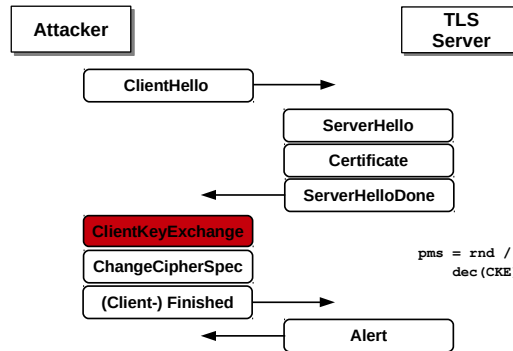 Attacker
TLS
Server
ClientHello
ServerHello
Certificate
ServerHelloDone
ClientKeyExchange
ChangeCipherSpec
pms = rnd /
dec(CKE
(Client-) Finished
Alert